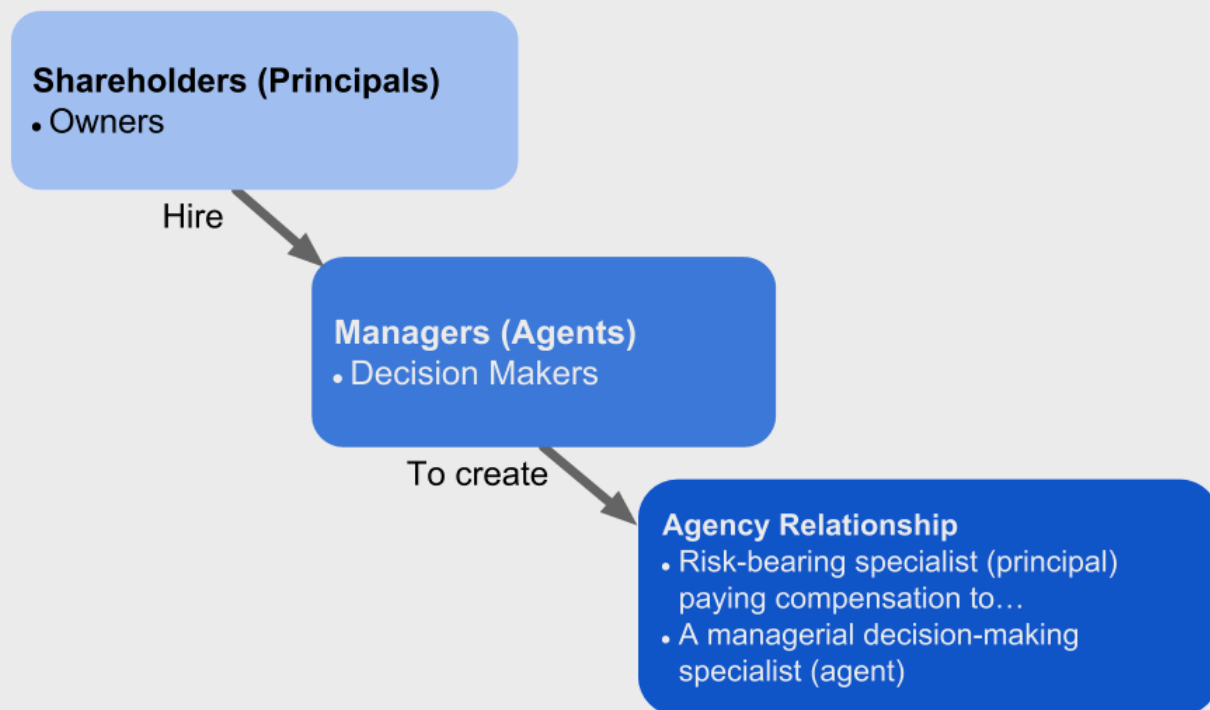 Shareholders (Principals)
• Owners
Hire
Managers (Agents)
• Decision Makers
To create
Agency Relationship
• Risk-bearing specialist (principal)
paying compensation to…
• A managerial decision-making
specialist (agent)